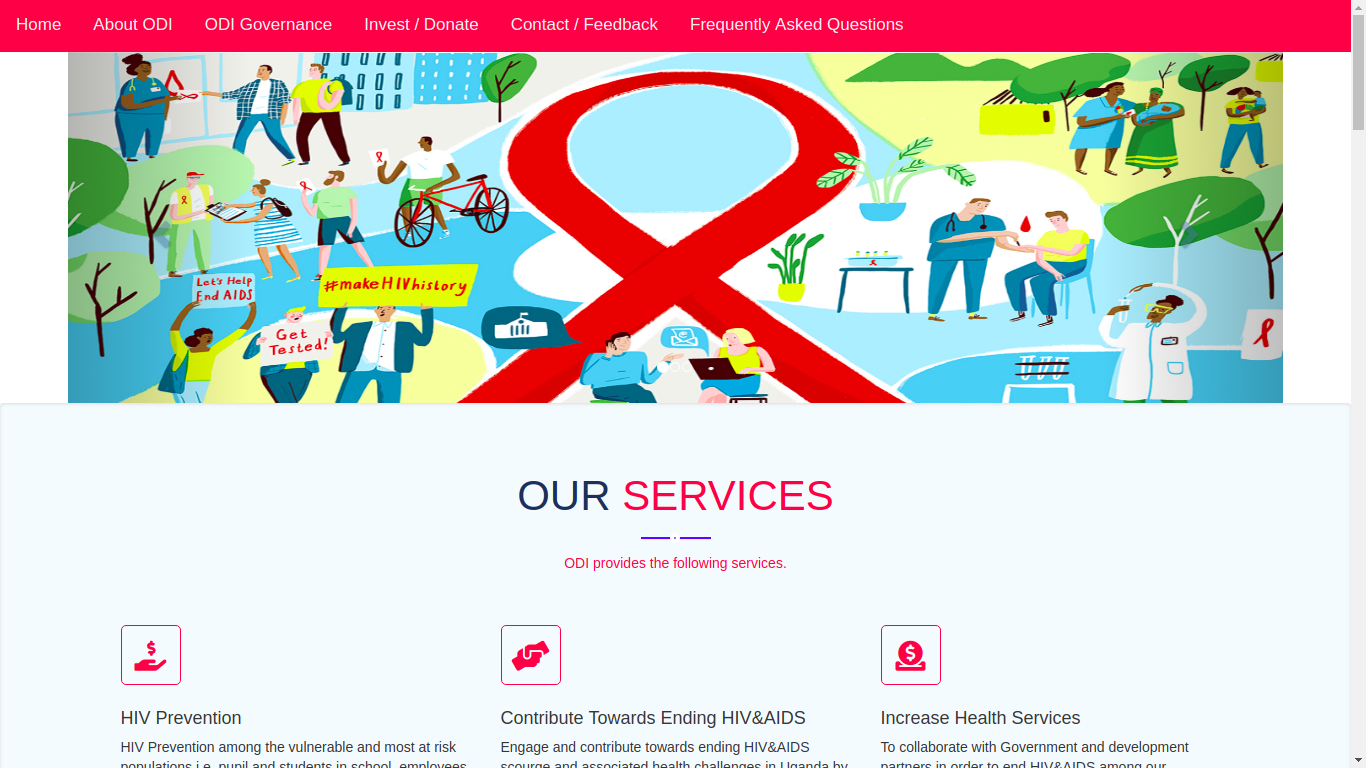 Home About ODI ODI Governance Invest / Donate Contact / Feedback Frequently Asked Questions
Let's Help
End AIDS
#makeHIVhistory
Get
Tested!
OUR SERVICES
ODI provides the following services.
$ $
HIV Prevention
HIV Prevention among the vulnerable and most at risk
populations i.e. pupil and students in school, employees
Contribute Towards Ending HIV&AIDS
Engage and contribute towards ending HIV&AIDS
scourge and associated health challenges in Uganda by
Increase Health Services
To collaborate with Government and development
partners in order to end HIV&AIDS among our